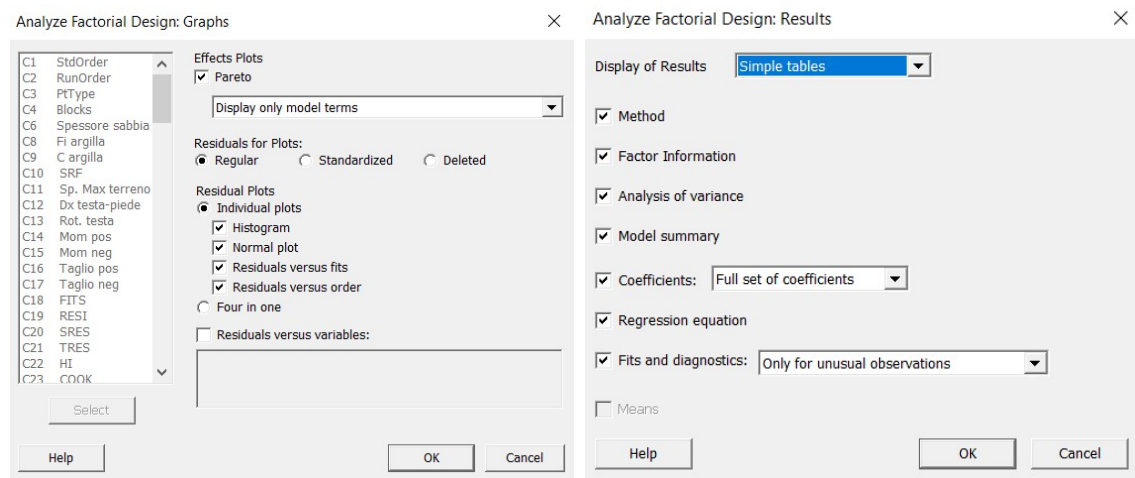 Analyze Factorial Design: Graphs
C1 StdOrder
C2 RunOrder
C3 PtType
C4 Blocks
C6 Spessore sabbia
C8 Fi argilla
C9 C argilla
C10 SRF
C11 Sp. Max terreno
C12 Dx testa-piede
C13 Rot. testa
C14 Mom pos
C15 Mom neg
C16 Taglio pos
C17 Taglio neg
C18 FITS
C19 RESI
C20 SRES
C21 TRES
C22 HI
C23 COOK
Select
Effects Plots
Pareto
Display only model terms
Residuals for Plots:
Regular Standardized Deleted
Residual Plots
Individual plots
Histogram
Normal plot
Residuals versus fits
Residuals versus order
Four in one
Residuals versus variables:
Help OK Cancel
Analyze Factorial Design: Results
Display of Results Simple tables
Method
Factor Information
Analysis of variance
Model summary
Coefficients: Full set of coefficients
Regression equation
Fits and diagnostics: Only for unusual observations
Means
Help OK Cancel